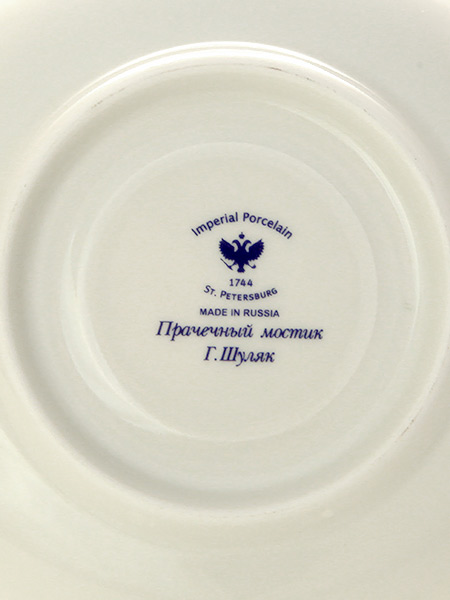 Imperial Porcelain
1744
ST. PETERSBURG
MADE IN RUSSIA
Прачечный мостик
Г. Шуляк